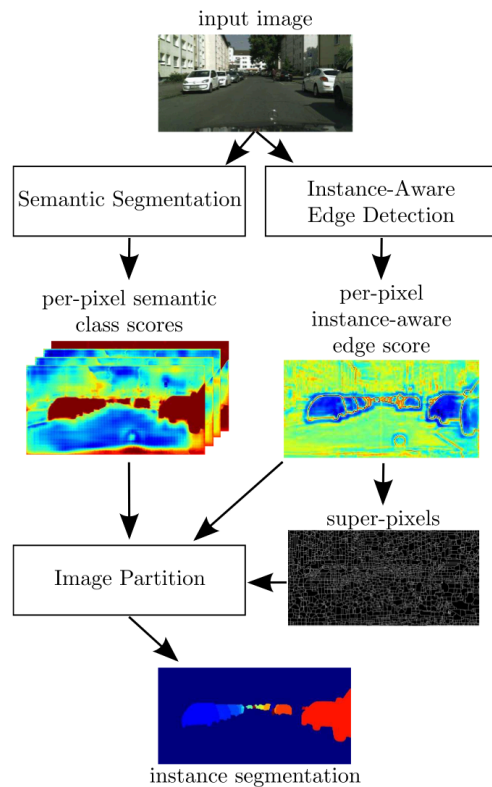 input image
Semantic Segmentation
Instance-Aware
Edge Detection
per-pixel semantic
class scores
per-pixel
instance-aware
edge score
super-pixels
Image Partition
instance segmentation